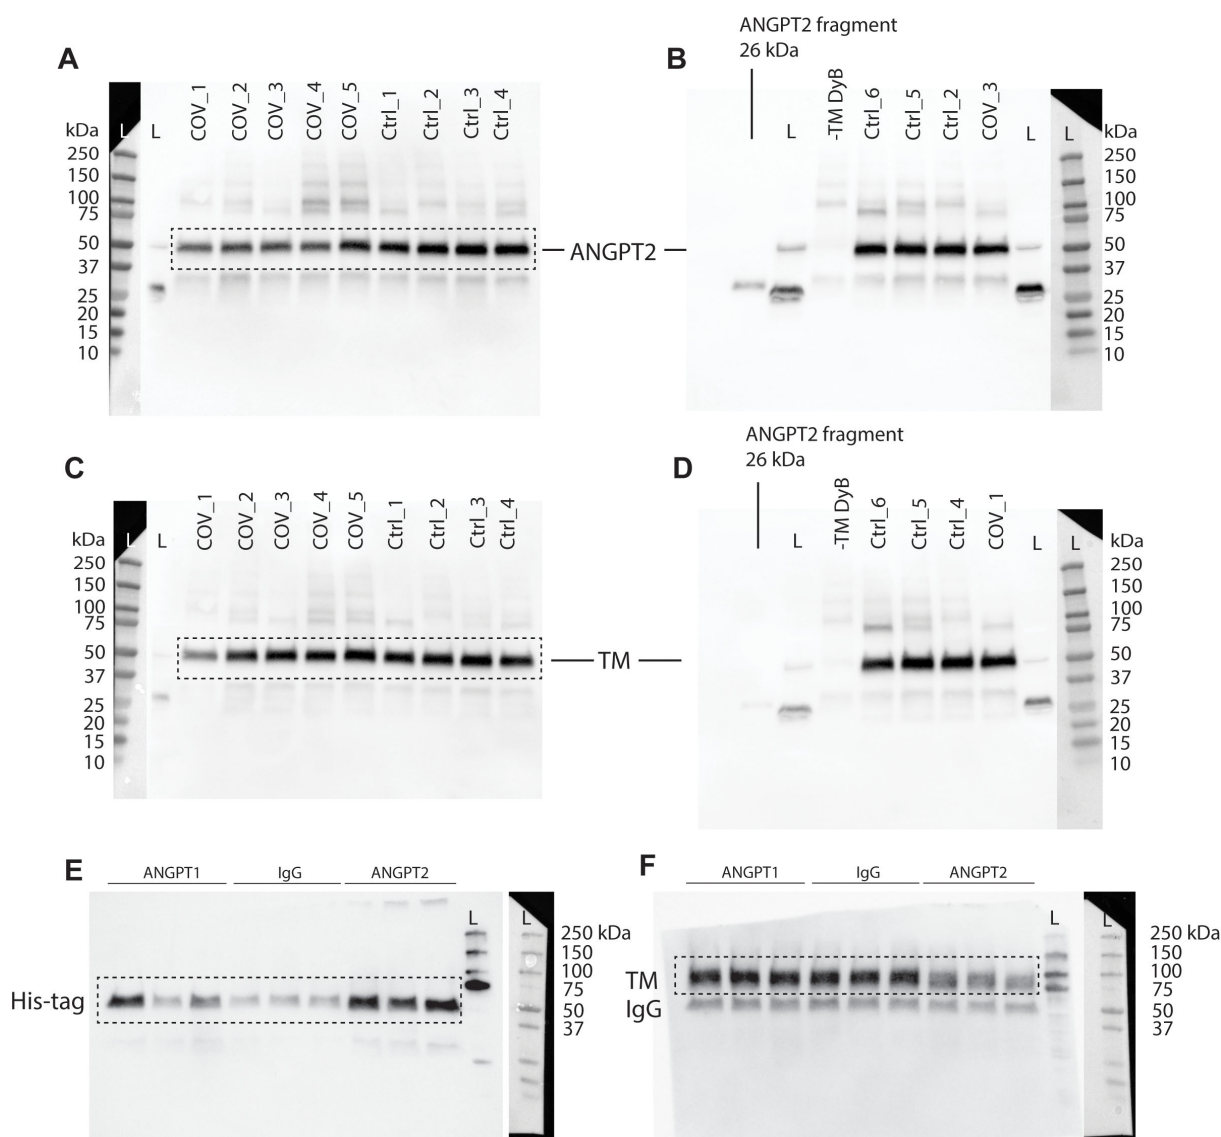 A
kDa
L
L
COV_1
COV_2
COV_3
COV_4
COV_5
Ctrl_1
Ctrl_2
Ctrl_3
Ctrl_4
250
150
100
75
50
37
25
20
15
10
ANGPT2
B
ANGPT2 fragment
26 kDa
L
-TM DyB
Ctrl_6
Ctrl_5
Ctrl_2
COV_3
L
L
kDa
250
150
100
75
50
37
25
20
15
10
C
kDa
L
L
COV_1
COV_2
COV_3
COV_4
COV_5
Ctrl_1
Ctrl_2
Ctrl_3
Ctrl_4
250
150
100
75
50
37
25
20
15
10
TM
D
ANGPT2 fragment
26 kDa
L
-TM DyB
Ctrl_6
Ctrl_5
Ctrl_4
COV_1
L
L
kDa
250
150
100
75
50
37
25
20
15
10
E
ANGPT1
IgG
ANGPT2
L
L
250 kDa
150
100
75
50
37
His-tag
F
ANGPT1
IgG
ANGPT2
L
L
250 kDa
150
100
75
50
37
TM
IgG